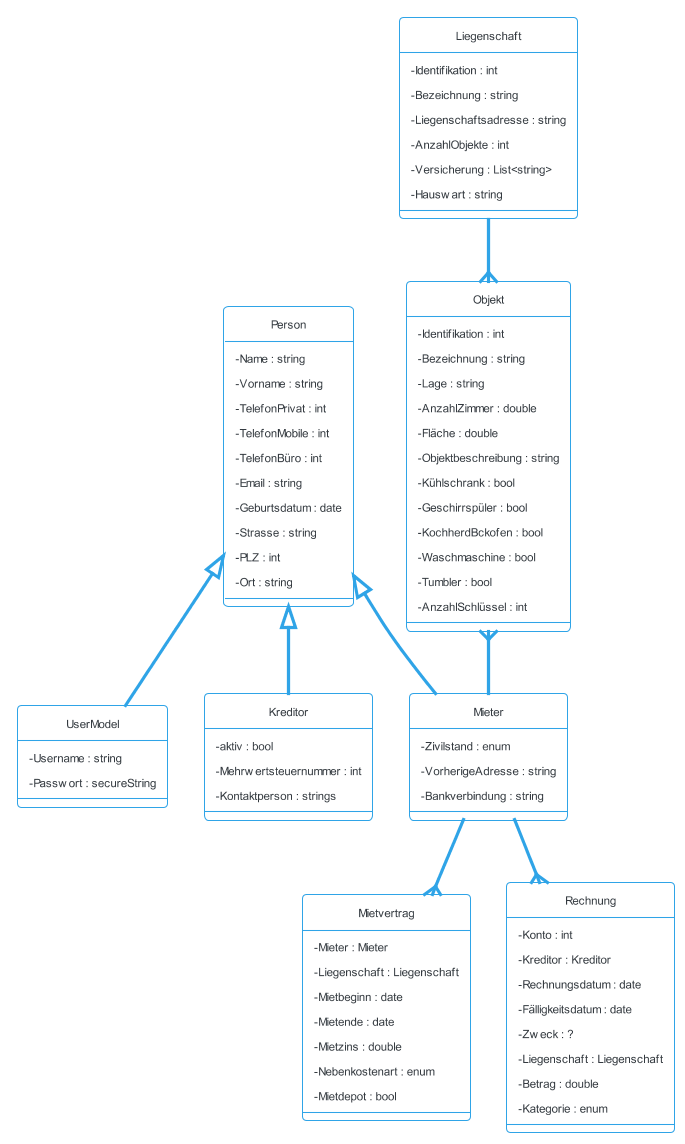 Liegenschaft
-Identifikation : int
-Bezeichnung : string
-Liegenschaftsadresse : string
-AnzahlObjekte : int
-Versicherung : List<string>
-Hauswart : string
Objekt
-Identifikation : int
-Bezeichnung : string
-Lage : string
-AnzahlZimmer : double
-Fläche : double
-Objektbeschreibung : string
-Kühlschrank : bool
-Geschirrspüler : bool
-KochherdBckofen : bool
-Waschmaschine : bool
-Tumbler : bool
-AnzahlSchlüssel : int
Person
-Name : string
-Vorname : string
-TelefonPrivat : int
-TelefonMobile : int
-TelefonBüro : int
-Email : string
-Geburtsdatum : date
-Strasse : string
-PLZ : int
-Ort : string
UserModel
-Username : string
-Passwort : secureString
Kreditor
-aktiv : bool
-Mehrwertsteuernummer : int
-Kontaktperson : strings
Mieter
-Zivilstand : enum
-VorherigeAdresse : string
-Bankverbindung : string
Mietvertrag
-Mieter : Mieter
-Liegenschaft : Liegenschaft
-Mietbeginn : date
-Mietende : date
-Mietzins : double
-Nebenkostenart : enum
-Mietdepot : bool
Rechnung
-Konto : int
-Kreditor : Kreditor
-Rechnungsdatum : date
-Fälligkeitsdatum : date
-Zweck : ?
-Liegenschaft : Liegenschaft
-Betrag : double
-Kategorie : enum